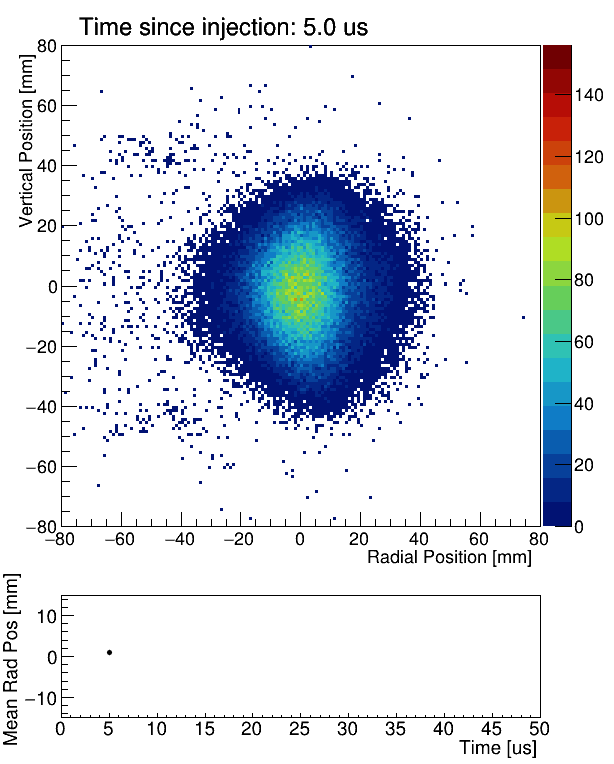 Time since injection: 5.0 us
Vertical Position [mm]
80
60
40
20
0
−20
−40
−60
−80
−80 −60 −40 −20 0 20 40 60 80
Radial Position [mm]
140
120
100
80
60
40
20
0
Mean Rad Pos [mm]
10
0
−10
0 5 10 15 20 25 30 35 40 45 50
Time [us]